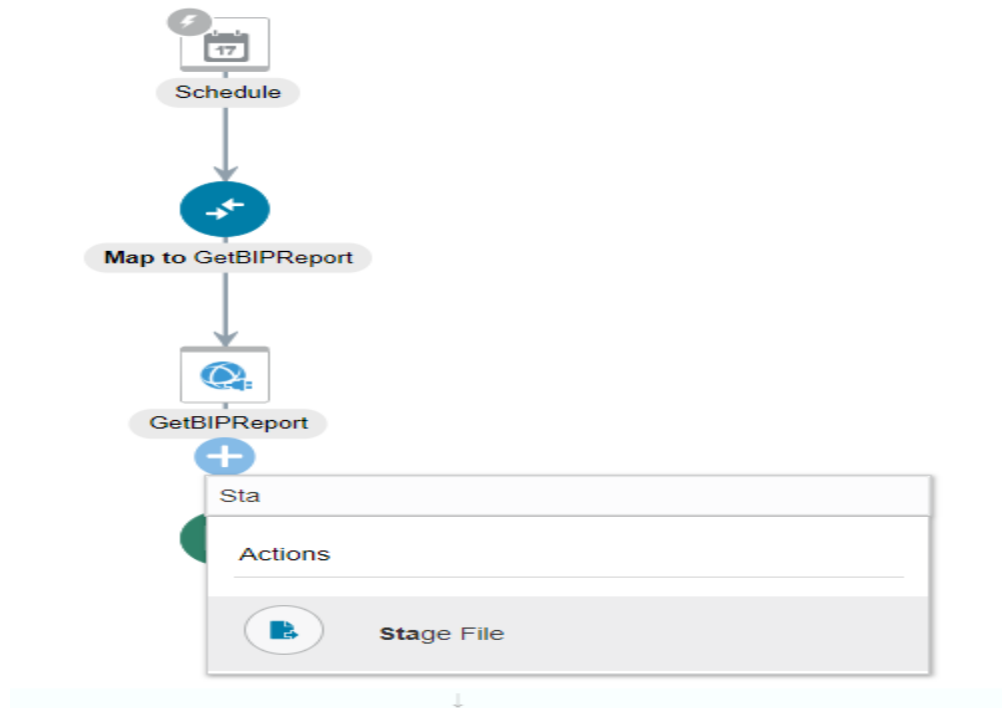 17
Schedule
Map to GetBIPReport
GetBIPReport
Sta
Actions
Stage File